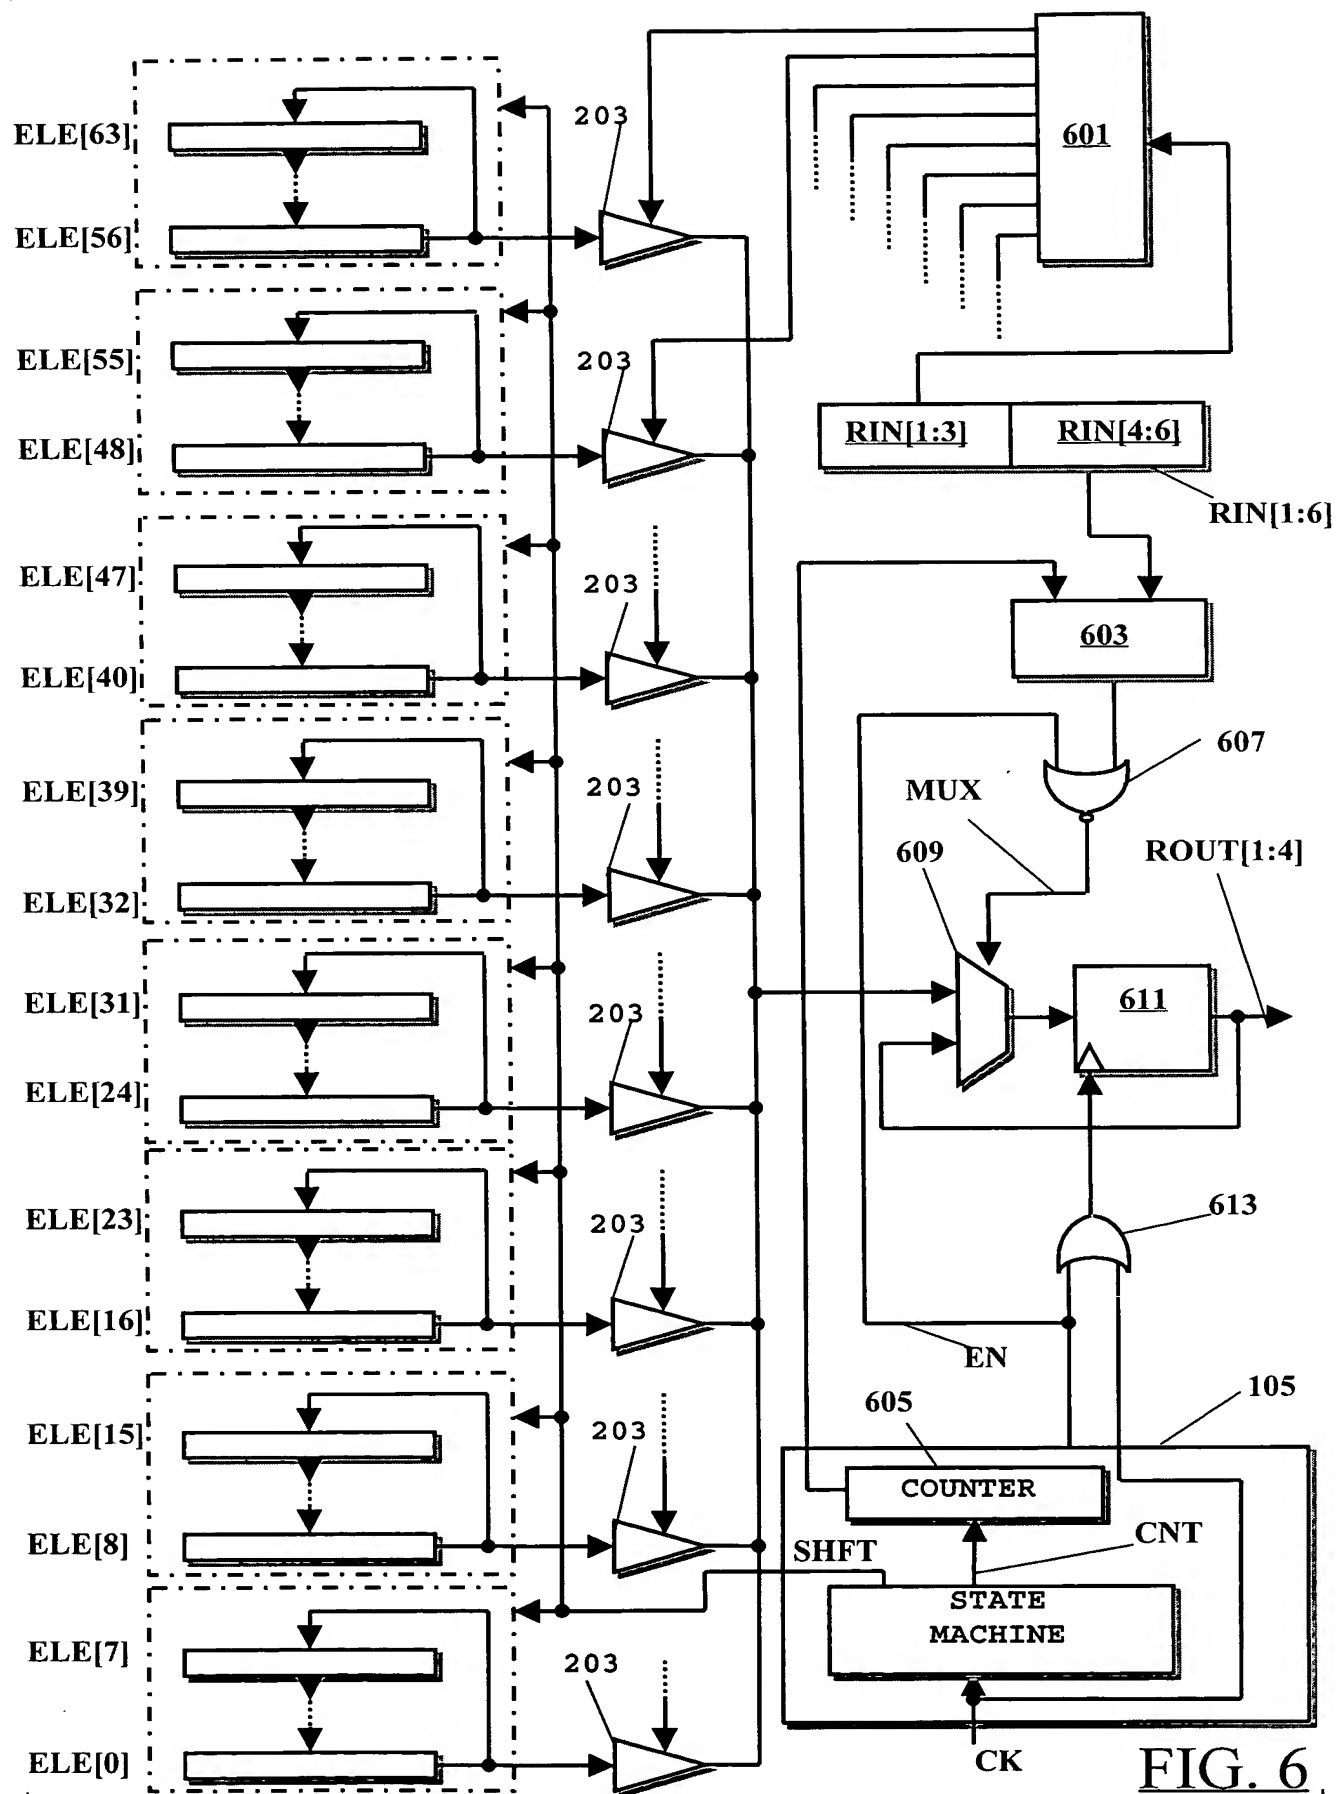 ELE[63]
ELE[56]
203
601
ELE[55]
ELE[48]
203
RIN[1:3]
RIN[4:6]
RIN[1:6]
ELE[47]
ELE[40]
203
603
ELE[39]
ELE[32]
203
607
MUX
609
ROUT[1:4]
ELE[31]
ELE[24]
203
611
ELE[23]
ELE[16]
203
613
EN
ELE[15]
ELE[8]
203
605
105
COUNTER
CNT
SHFT
STATE
MACHINE
ELE[7]
ELE[0]
203
CK
FIG. 6